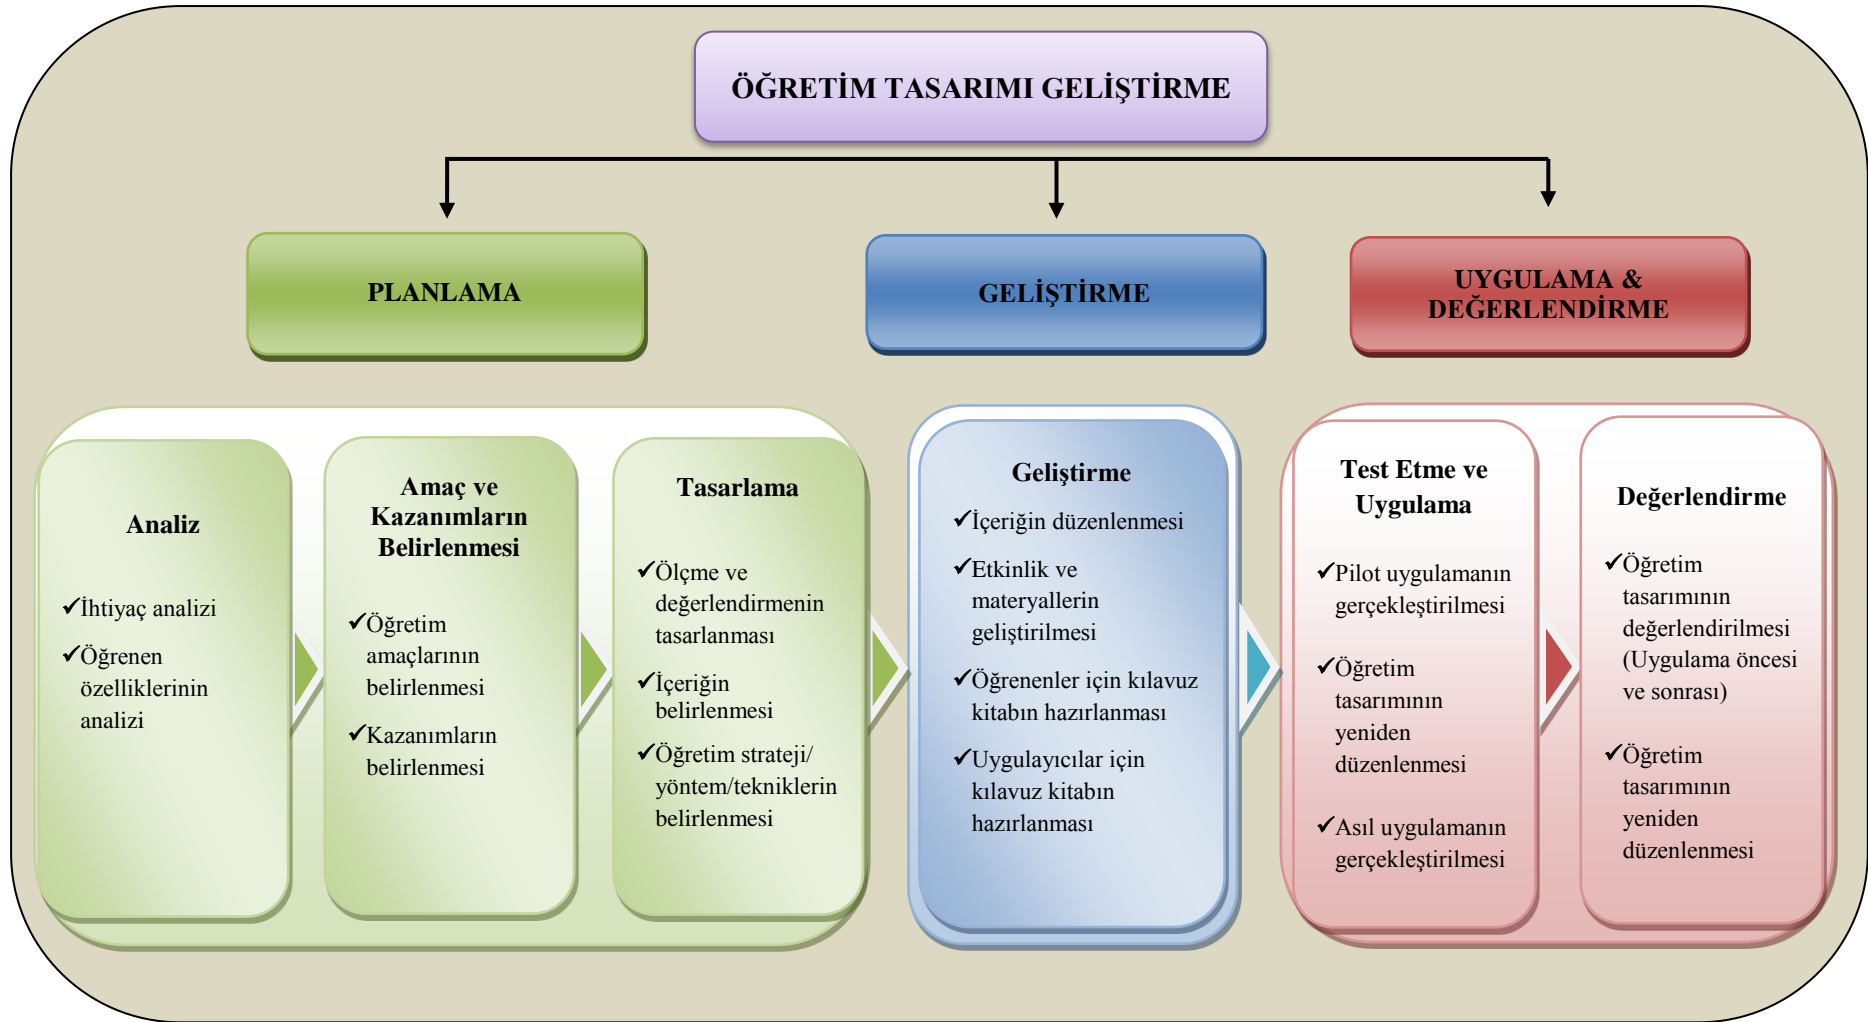 ÖĞRETİM TASARIMI GELİŞTİRME
PLANLAMA
GELİŞTİRME
UYGULAMA &
DEĞERLENDİRME
Analiz
✓İhtiyaç analizi
✓Öğrenen
özelliklerinin
analizi
Amaç ve
Kazanımların
Belirlenmesi
✓Öğretim
amaçlarının
belirlenmesi
✓Kazanımların
belirlenmesi
Tasarlama
✓Ölçme ve
değerlendirmenin
tasarlanması
✓İçeriğin
belirlenmesi
✓Öğretim strateji/
yöntem/tekniklerin
belirlenmesi
Geliştirme
✓İçeriğin düzenlenmesi
✓Etkinlik ve
materyallerin
geliştirilmesi
✓Öğrenenler için kılavuz
kitabın hazırlanması
✓Uygulayıcılar için
kılavuz kitabın
hazırlanması
Test Etme ve
Uygulama
✓Pilot uygulamanın
gerçekleştirilmesi
✓Öğretim
tasarımının
yeniden
düzenlenmesi
✓Asıl uygulamanın
gerçekleştirilmesi
Değerlendirme
✓Öğretim
tasarımının
değerlendirilmesi
(Uygulama öncesi
ve sonrası)
✓Öğretim
tasarımının
yeniden
düzenlenmesi